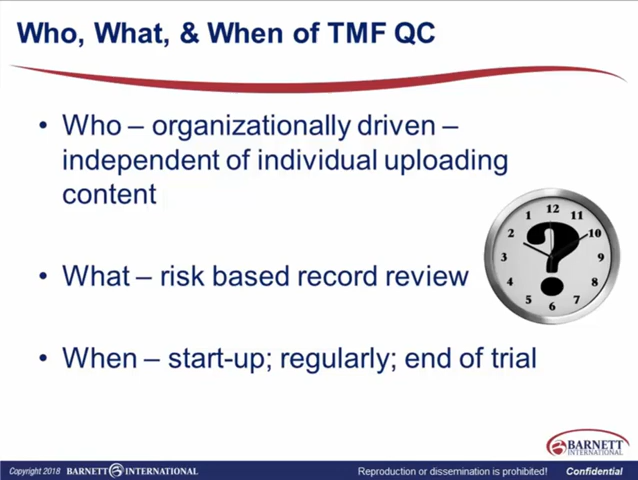 Who, What, & When of TMF QC
• Who – organizationally driven –
independent of individual uploading
content
• What – risk based record review
• When – start-up; regularly; end of trial
12
1 11
2 10
3 9
4 8
5 7
6
?
BARNETT
INTERNATIONAL
Copyright 2018 BARNETT INTERNATIONAL Reproduction or dissemination is prohibited! Confidential